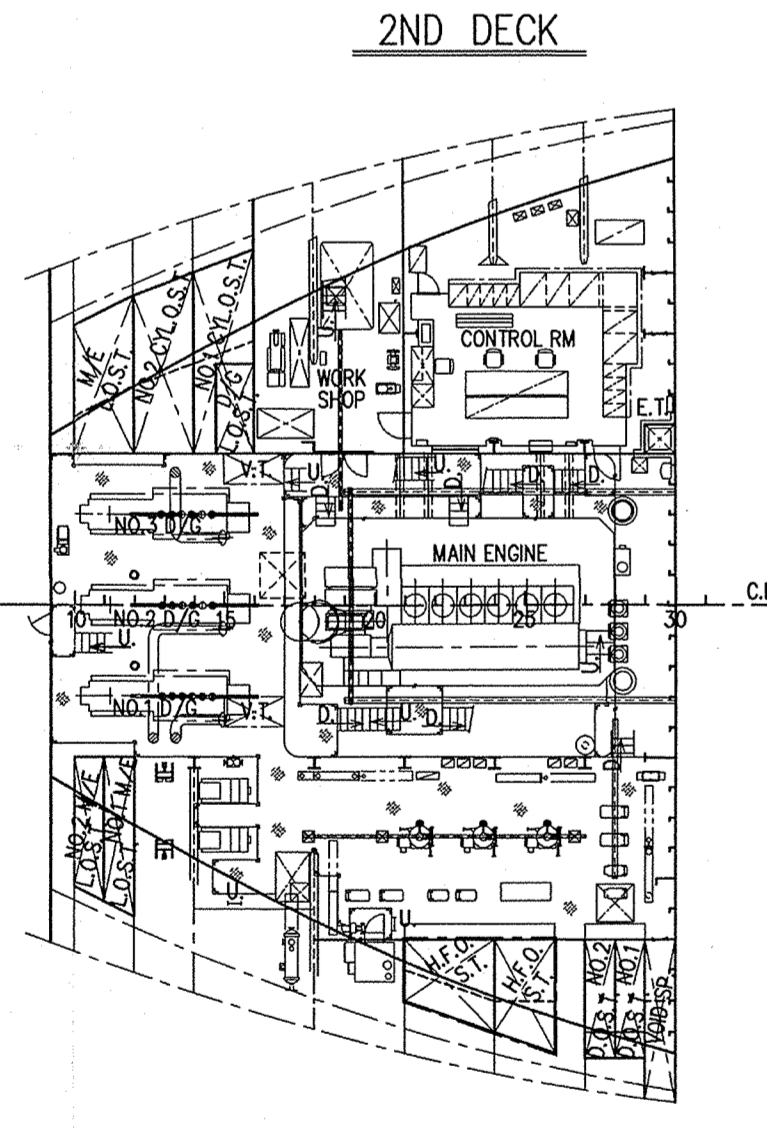 2ND DECK
M/E
L.O.S.T.
NO.2 CYL.O.S.T.
NO.1 CYL.O.S.T.
D/G
L.O.S.T.
U.
WORK
SHOP
CONTROL RM
E.T.
V.T.
U.
D.
U.
D.
D.
D.
NO.3 D/G
MAIN ENGINE
C.L
10
NO.2 D/G
15
20
25
30
U.
U.
NO.1 D/G
V.T.
D.
U.
D.
D.
NO.2 M/E
L.O.S.T.
NO.1 M/E
L.O.S.T.
U.
U
H.F.O.
S.T.
H.F.O.
S.T.
NO.2
D.O.S.T
NO.1
D.O.S.T
VOID SP.